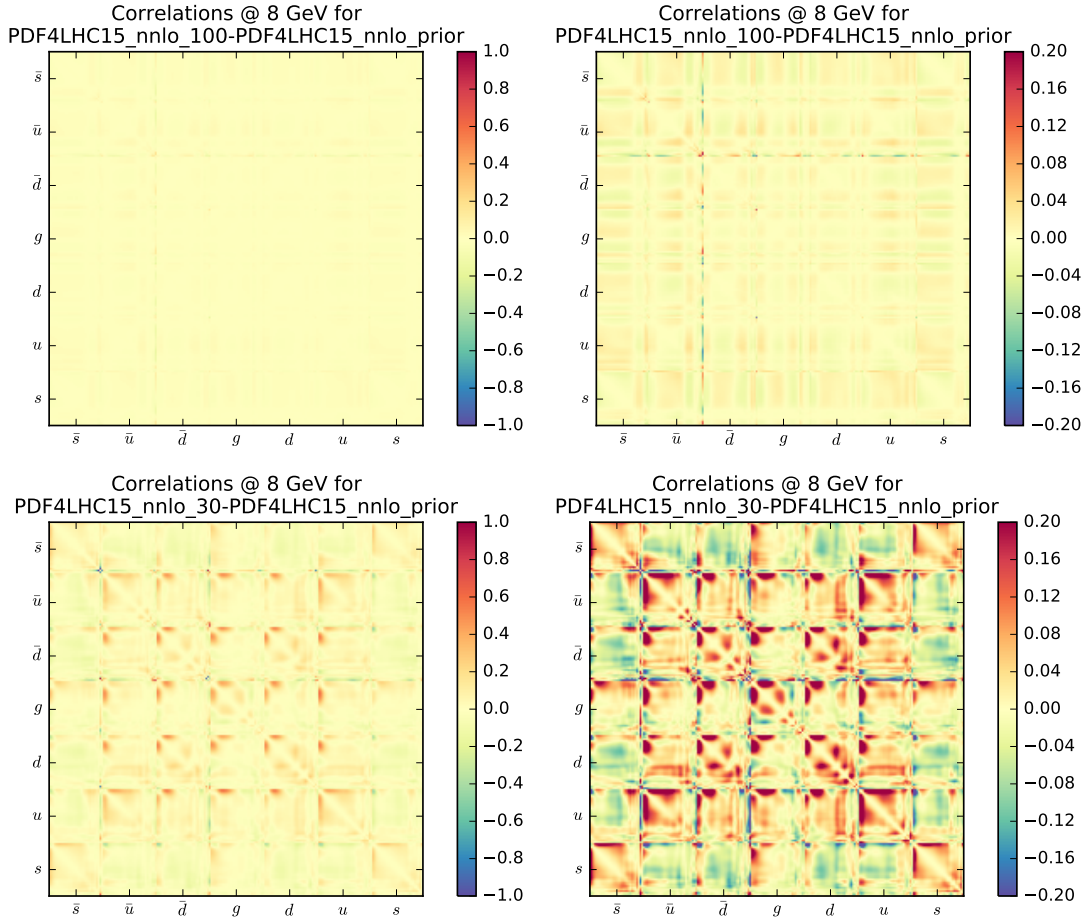 Correlations @ 8 GeV for
PDF4LHC15_nnlo_100-PDF4LHC15_nnlo_prior
s̄
ū
d̄
g
d
u
s
s̄ ū d̄ g d u s
1.0
0.8
0.6
0.4
0.2
0.0
−0.2
−0.4
−0.6
−0.8
−1.0
Correlations @ 8 GeV for
PDF4LHC15_nnlo_100-PDF4LHC15_nnlo_prior
s̄
ū
d̄
g
d
u
s
s̄ ū d̄ g d u s
0.20
0.16
0.12
0.08
0.04
0.00
−0.04
−0.08
−0.12
−0.16
−0.20
Correlations @ 8 GeV for
PDF4LHC15_nnlo_30-PDF4LHC15_nnlo_prior
s̄
ū
d̄
g
d
u
s
s̄ ū d̄ g d u s
1.0
0.8
0.6
0.4
0.2
0.0
−0.2
−0.4
−0.6
−0.8
−1.0
Correlations @ 8 GeV for
PDF4LHC15_nnlo_30-PDF4LHC15_nnlo_prior
s̄
ū
d̄
g
d
u
s
s̄ ū d̄ g d u s
0.20
0.16
0.12
0.08
0.04
0.00
−0.04
−0.08
−0.12
−0.16
−0.20